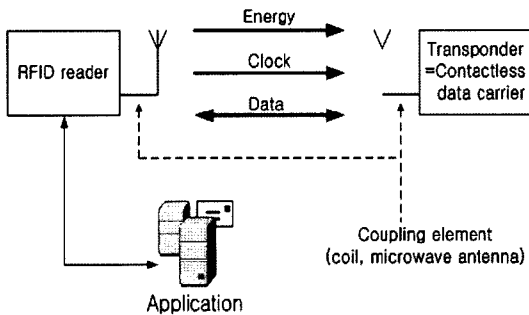 Energy
RFID reader
Clock
Data
Transponder
=Contactless
data carrier
Coupling element
(coil, microwave antenna)
Application